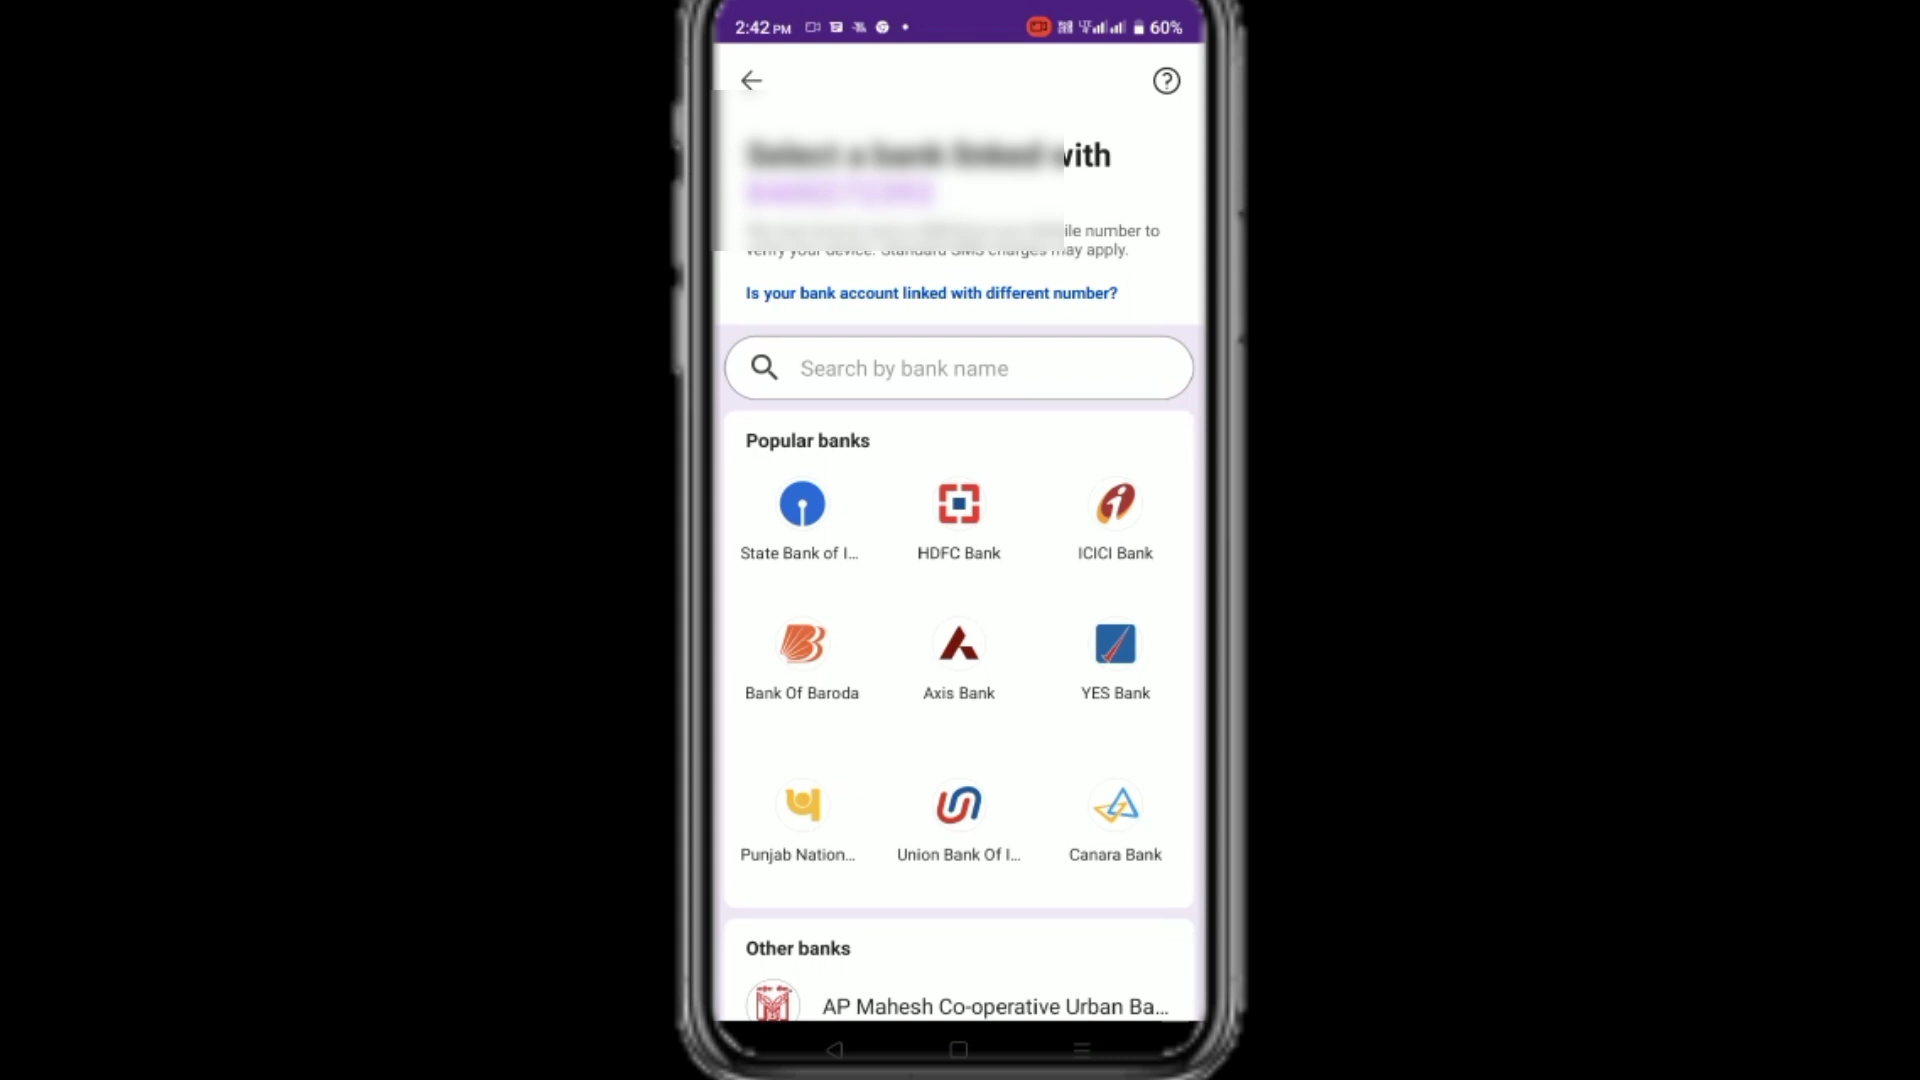 2:42 PM 60%
Select a bank linked with
ile number to
verify your device. Standard SMS charges may apply.
Is your bank account linked with different number?
Search by bank name
Popular banks
State Bank of I... HDFC Bank ICICI Bank
Bank Of Baroda Axis Bank YES Bank
Punjab Nation... Union Bank Of I... Canara Bank
Other banks
AP Mahesh Co-operative Urban Ba...